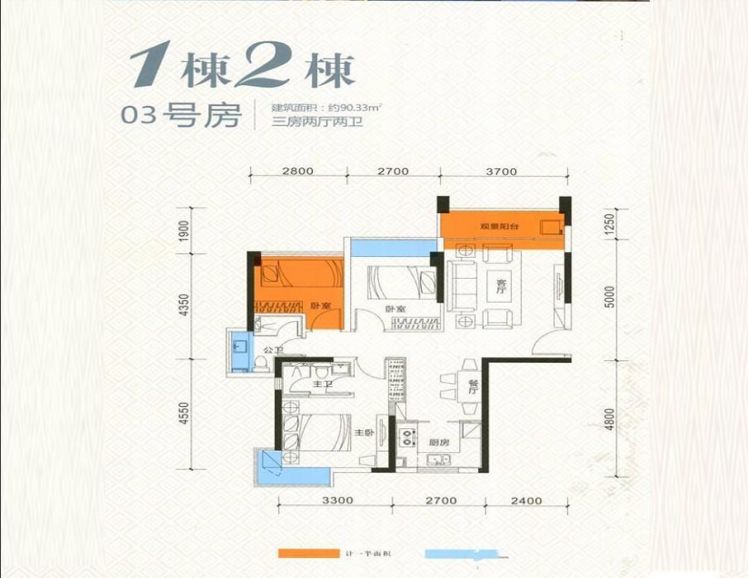 1栋2栋
03号房
建筑面积：约90.33m²
三房两厅两卫
2800 2700 3700
1900
4350
4550
1250
5000
4800
观景阳台
客厅
卧室
卧室
公卫
主卫
餐厅
主卧
厨房
3300 2700 2400
计一半面积